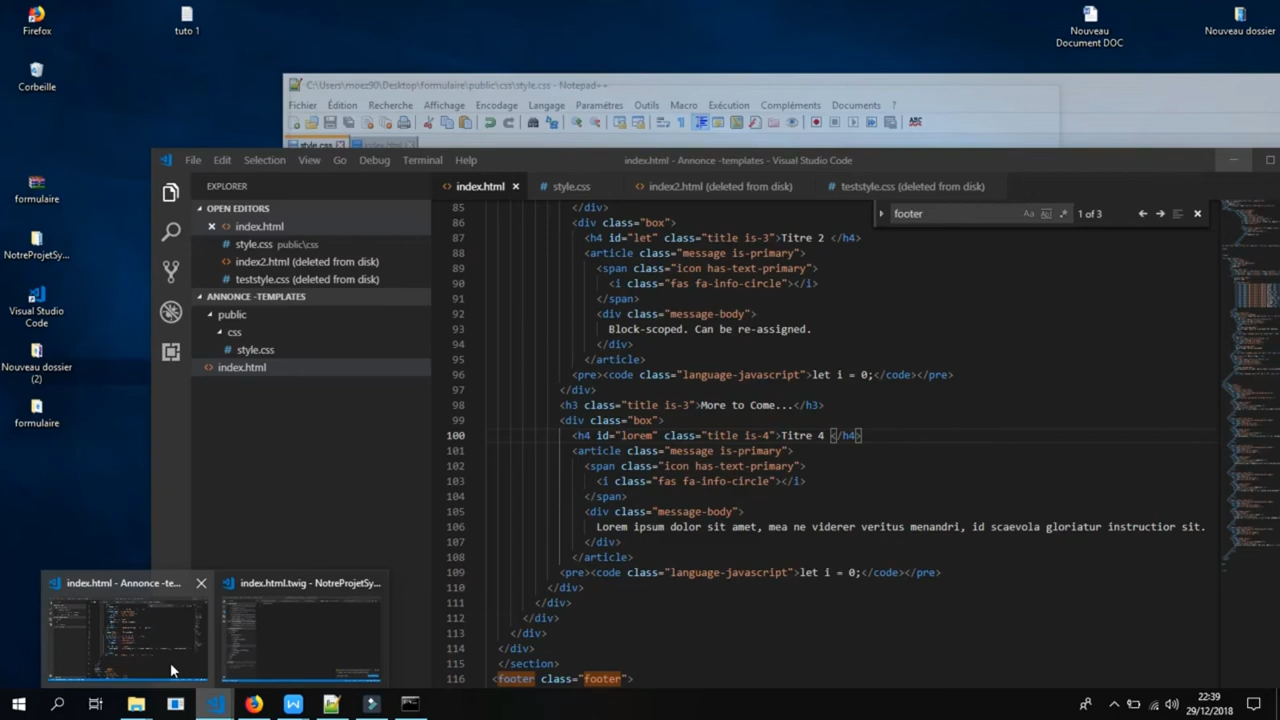 Firefox
tuto 1
Nouveau
Document DOC
Nouveau dossier
Corbeille
formulaire
NotreProjetSy...
Visual Studio
Code
Nouveau dossier
(2)
formulaire
C:\Users\moez90\Desktop\formulaire\public\css\style.css - Notepad++
Fichier Édition Recherche Affichage Encodage Langage Paramètres Outils Macro Exécution Compléments Documents ?
style.css index.html
File Edit Selection View Go Debug Terminal Help
index.html - Annonce -templates - Visual Studio Code
EXPLORER
OPEN EDITORS
index.html
style.css public\css
index2.html (deleted from disk)
teststyle.css (deleted from disk)
ANNONCE -TEMPLATES
public
css
style.css
index.html
index.html style.css index2.html (deleted from disk) teststyle.css (deleted from disk)
footer Aa Abl .* 1 of 3
85 </div>
86 <div class="box">
87 <h4 id="let" class="title is-3">Titre 2 </h4>
88 <article class="message is-primary">
89 <span class="icon has-text-primary">
90 <i class="fas fa-info-circle"></i>
91 </span>
92 <div class="message-body">
93 Block-scoped. Can be re-assigned.
94 </div>
95 </article>
96 <pre><code class="language-javascript">let i = 0;</code></pre>
97 </div>
98 <h3 class="title is-3">More to Come...</h3>
99 <div class="box">
100 <h4 id="lorem" class="title is-4">Titre 4 </h4>
101 <article class="message is-primary">
102 <span class="icon has-text-primary">
103 <i class="fas fa-info-circle"></i>
104 </span>
105 <div class="message-body">
106 Lorem ipsum dolor sit amet, mea ne viderer veritus menandri, id scaevola gloriatur instructior sit.
107 </div>
108 </article>
109 <pre><code class="language-javascript">let i = 0;</code></pre>
110 </div>
111 </div>
112 </div>
113 </div>
114 </div>
115 </section>
116 <footer class="footer">
index.html - Annonce -te...
index.html.twig - NotreProjetSy...
22:39
29/12/2018